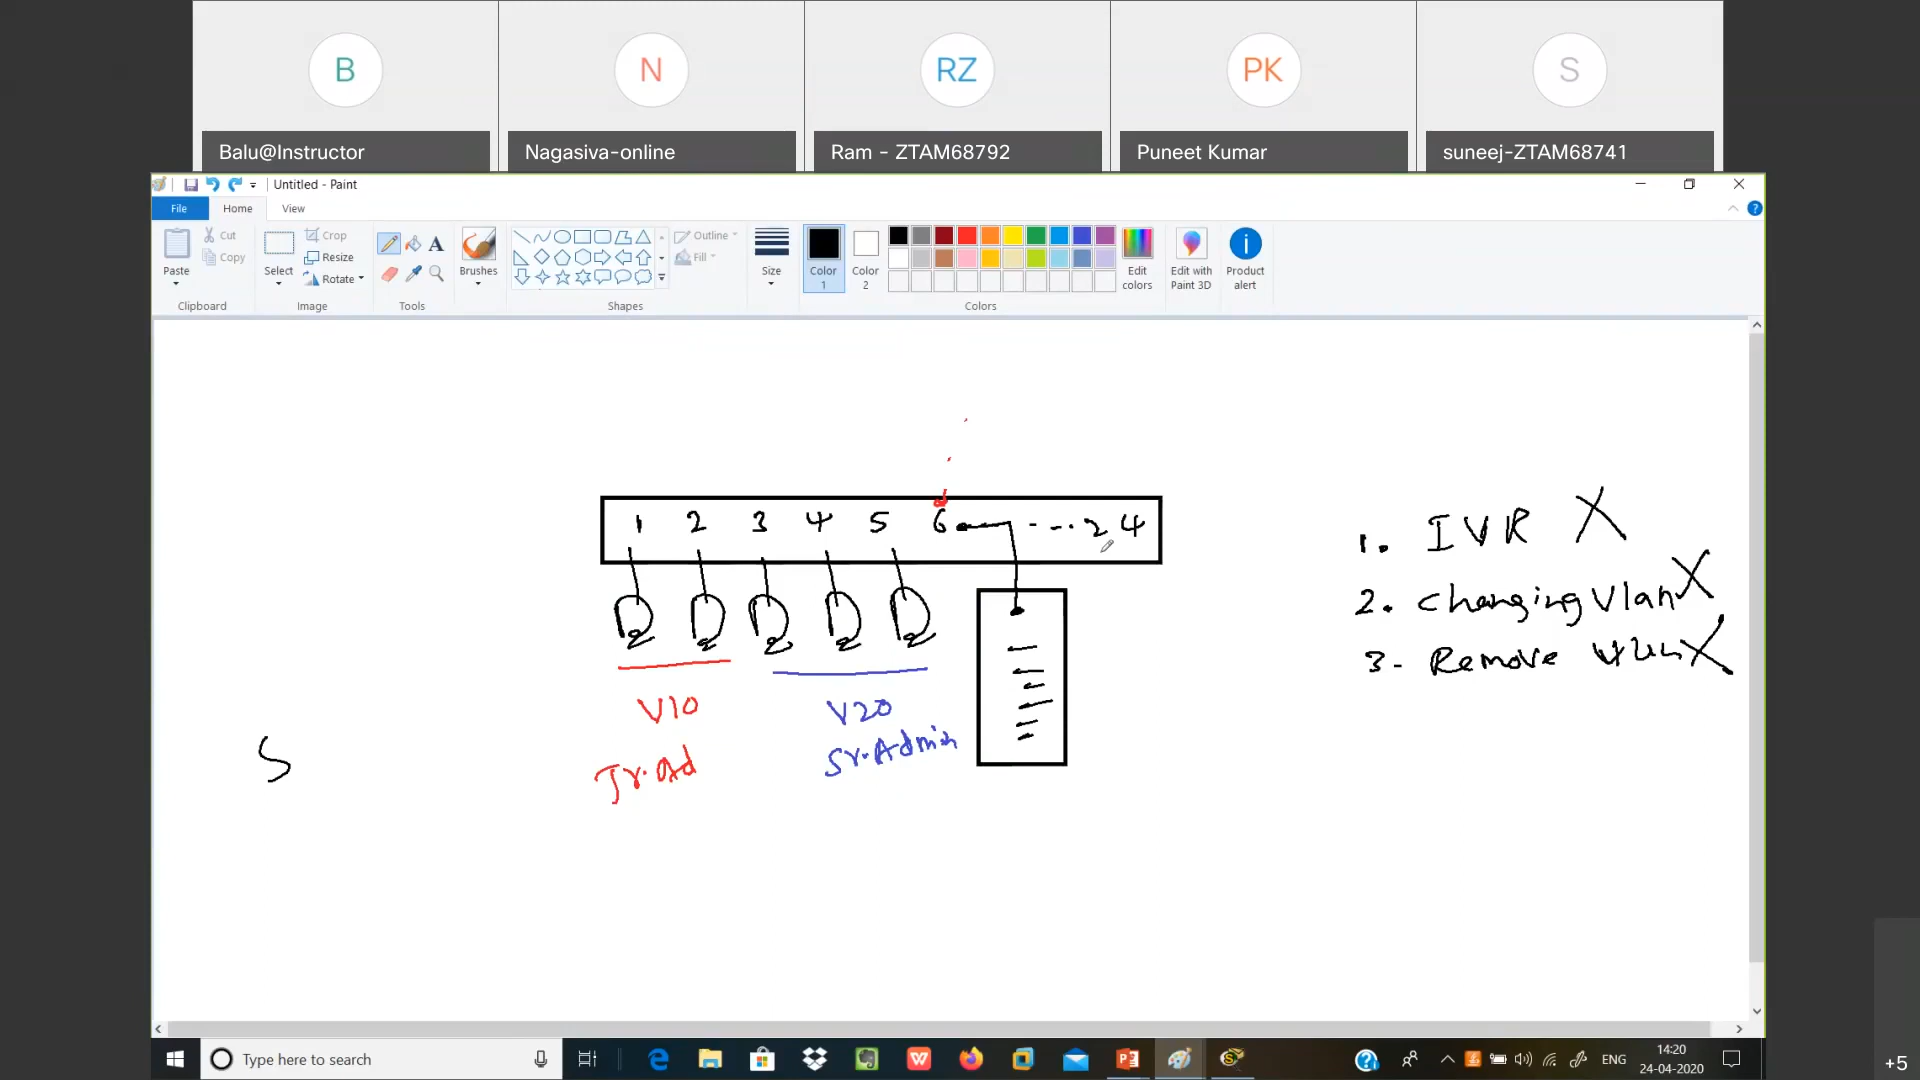 B
N
RZ
PK
S
Balu@Instructor
Nagasiva-online
Ram - ZTAM68792
Puneet Kumar
suneej-ZTAM68741
Untitled - Paint
File
Home
View
Paste
Cut
Copy
Clipboard
Select
Crop
Resize
Rotate
Image
A
Tools
Brushes
Shapes
Outline
Fill
Size
Color
1
Color
2
Colors
Edit
colors
Edit with
Paint 3D
Product
alert
1 2 3 4 5 6 - - . . 2 4
V10
Jr.Ad
V20
Sr.Admin
S
1. IVR X
2. Changing Vlan X
3- Remove X
Type here to search
ENG
14:20
24-04-2020
+5